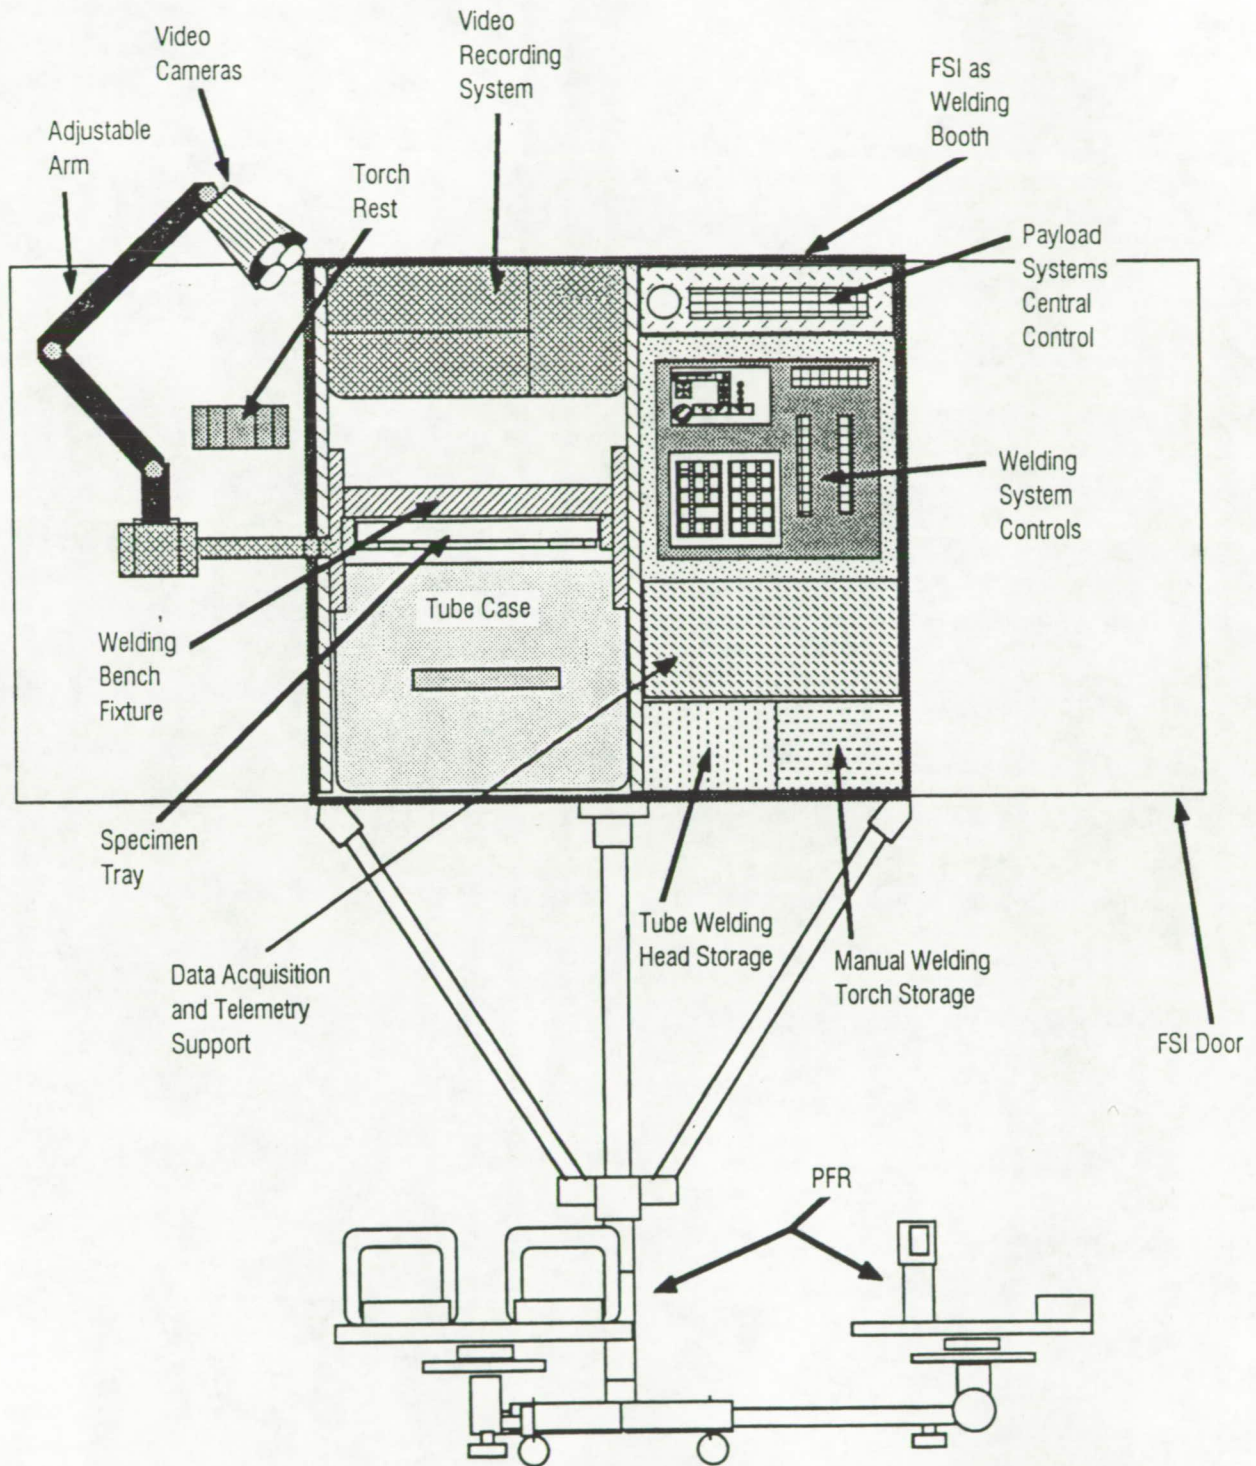 Video
Cameras
Video
Recording
System
FSI as
Welding
Booth
Adjustable
Arm
Torch
Rest
Payload
Systems
Central
Control
Welding
System
Controls
Tube Case
Welding
Bench
Fixture
Specimen
Tray
Data Acquisition
and Telemetry
Support
Tube Welding
Head Storage
Manual Welding
Torch Storage
FSI Door
PFR